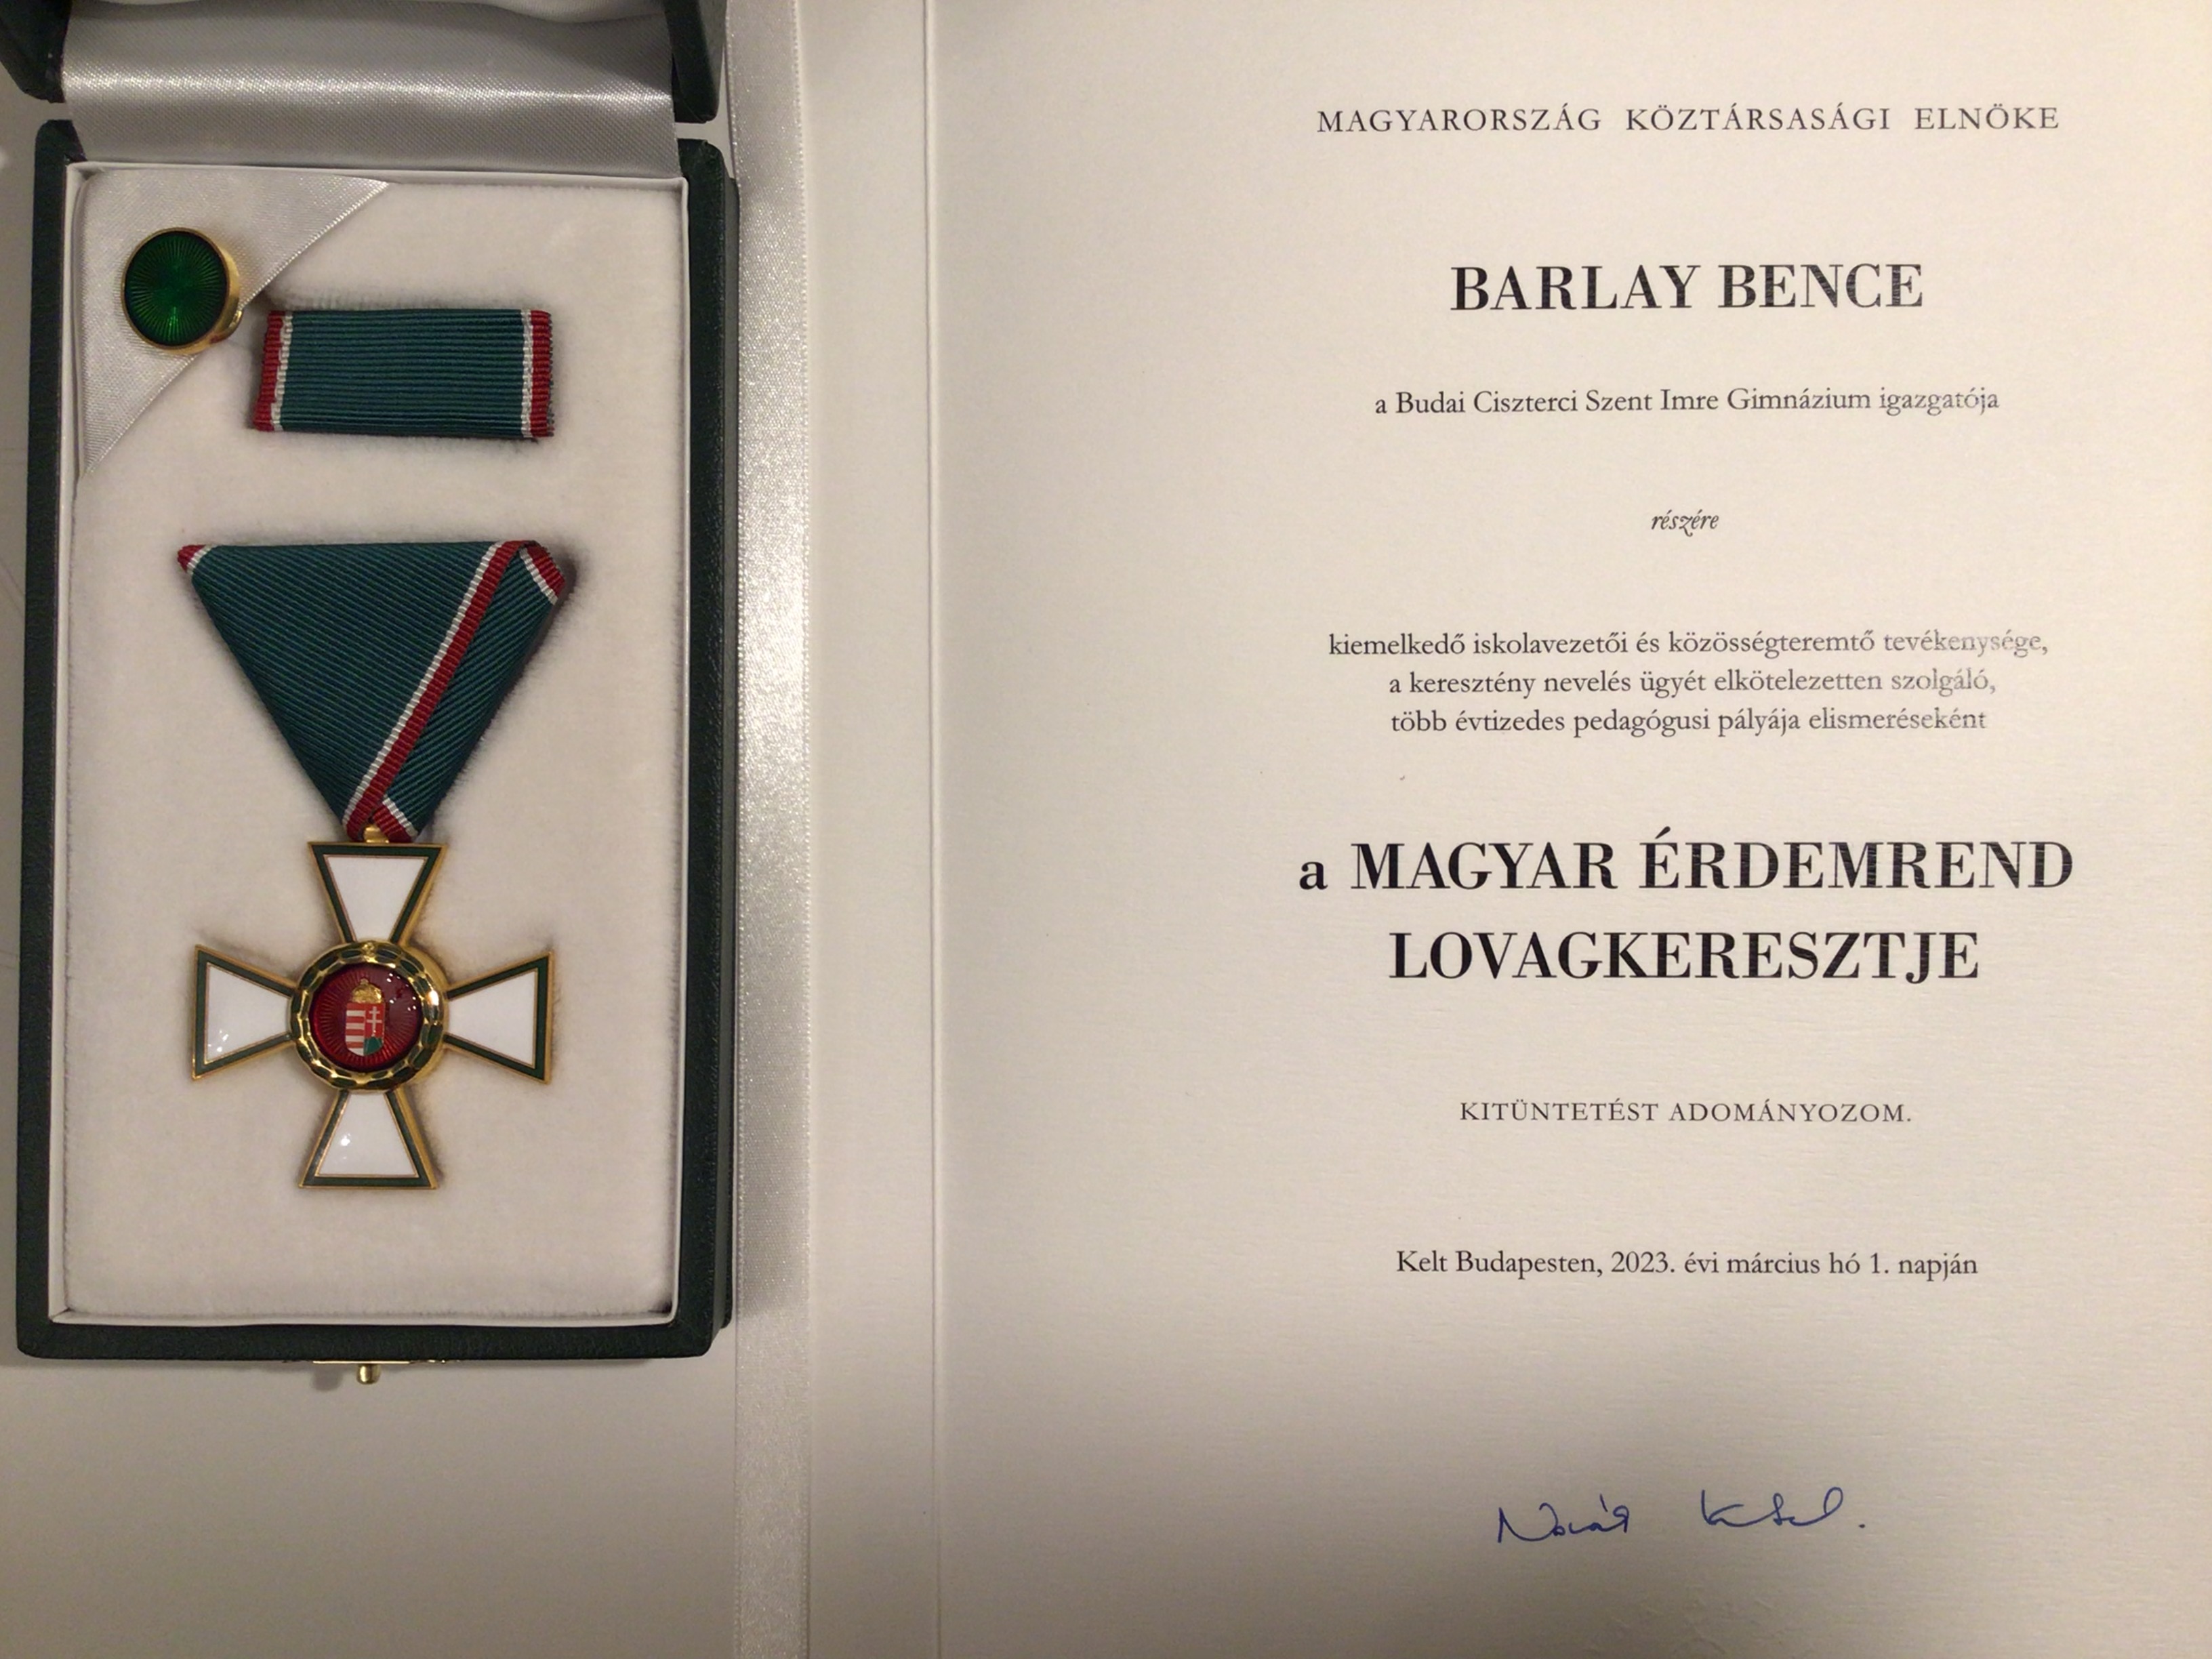 MAGYARORSZÁG KÖZTÁRSASÁGI ELNÖKE
BARLAY BENCE
a Budai Ciszterci Szent Imre Gimnázium igazgatója
részére
kiemelkedő iskolavezetői és közösségteremtő tevékenysége,
a keresztény nevelés ügyét elkötelezetten szolgáló,
több évtizedes pedagógusi pályája elismeréseként
a MAGYAR ÉRDEMREND
LOVAGKERESZTJE
KITÜNTETÉST ADOMÁNYOZOM.
Kelt Budapesten, 2023. évi március hó 1. napján